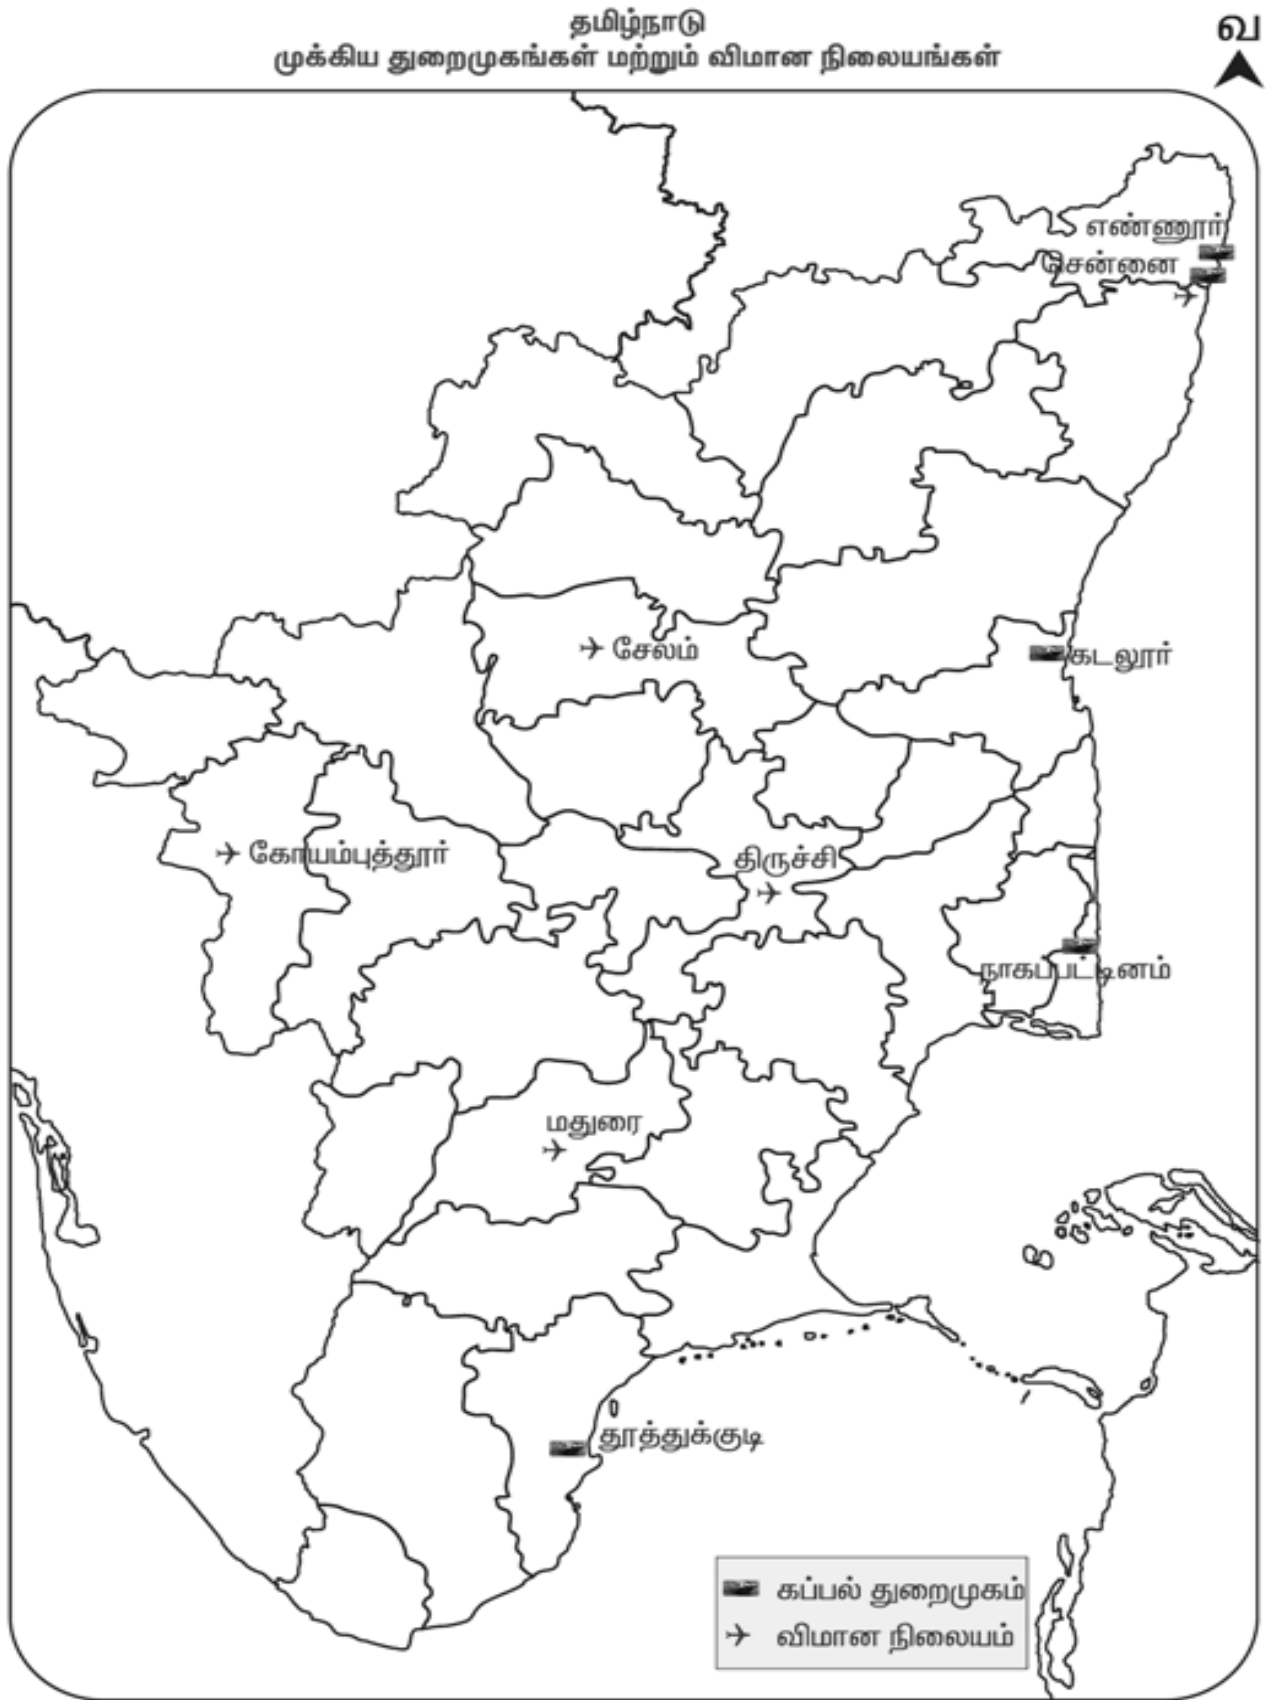 தமிழ்நாடு
முக்கிய துறைமுகங்கள் மற்றும் விமான நிலையங்கள்
வ
எண்ணூர்
சென்னை
சேலம்
கடலூர்
கோயம்புத்தூர்
திருச்சி
நாகப்பட்டினம்
மதுரை
தூத்துக்குடி
கப்பல் துறைமுகம்
விமான நிலையம்